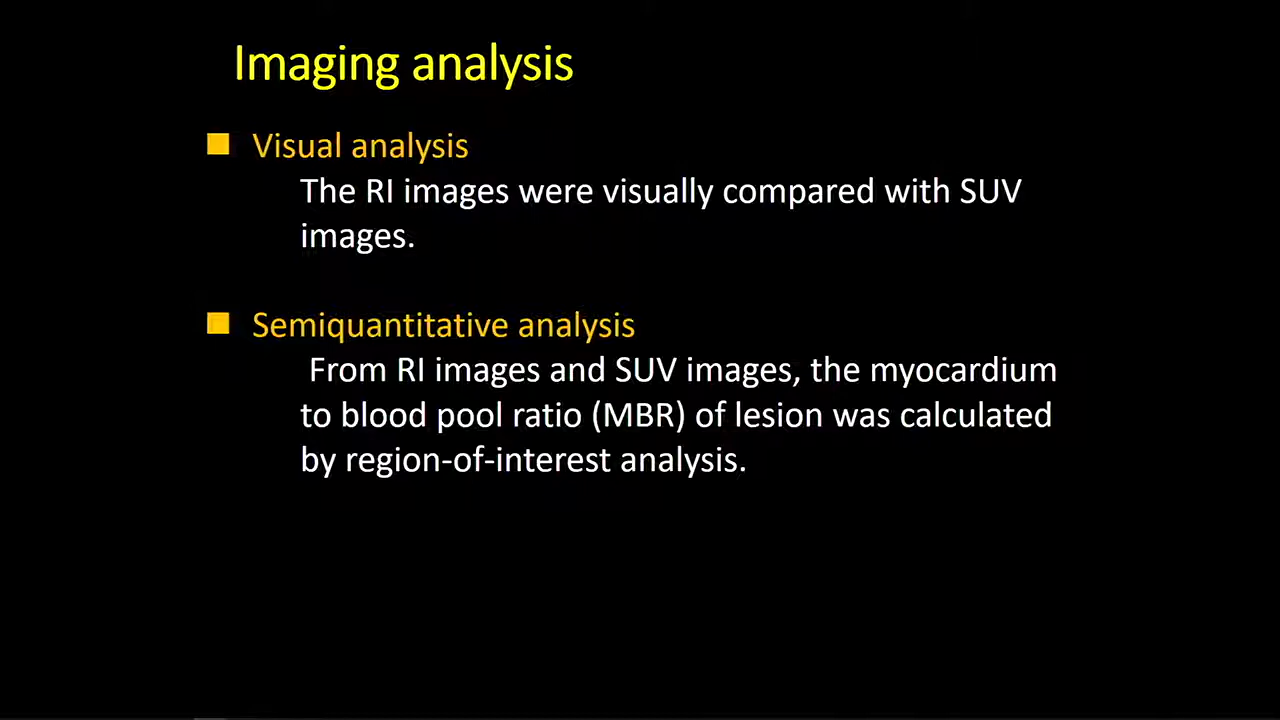 Imaging analysis
Visual analysis
The RI images were visually compared with SUV
images.
Semiquantitative analysis
From RI images and SUV images, the myocardium
to blood pool ratio (MBR) of lesion was calculated
by region-of-interest analysis.